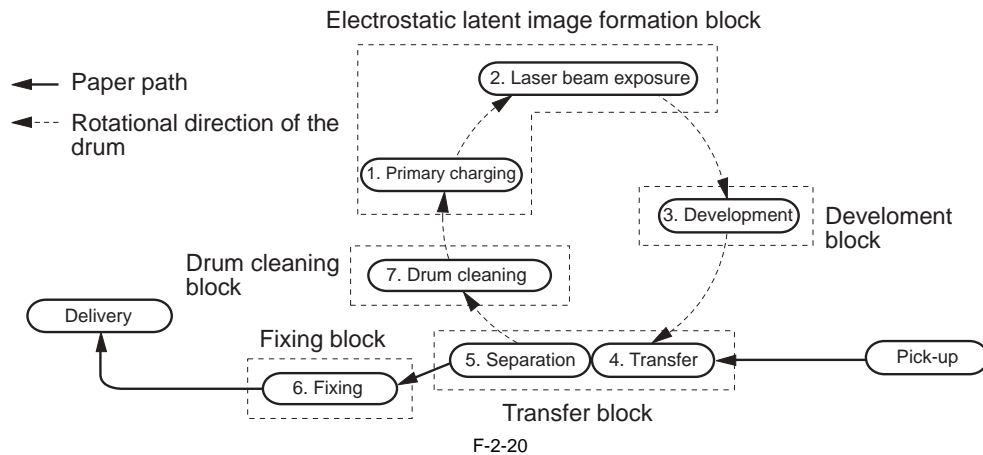 Electrostatic latent image formation block
2. Laser beam exposure
Paper path
Rotational direction of the
drum
1. Primary charging
3. Development
Develoment
block
Drum cleaning
block
7. Drum cleaning
Delivery
Fixing block
5. Separation
4. Transfer
Pick-up
6. Fixing
Transfer block
F-2-20